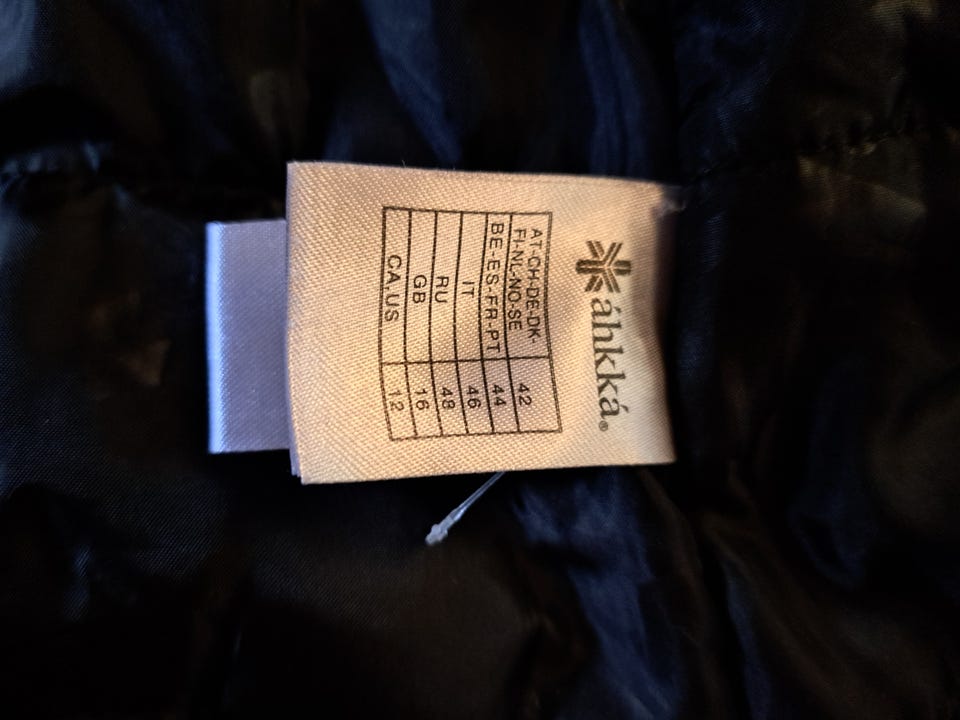 áhkká®
AT-CH-DE-DK-
FI-NL-NO-SE 42
BE-ES-FR-PT 44
IT 46
RU 48
GB 16
CA.US 12